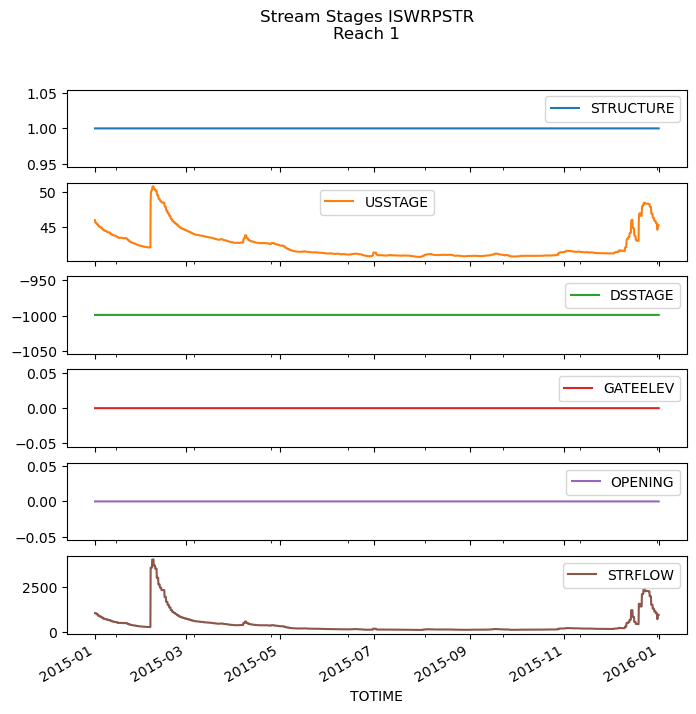 Stream Stages ISWRPSTR
Reach 1
1.05
1.00
0.95
STRUCTURE
50
45
USSTAGE
−950
−1000
−1050
DSSTAGE
0.05
0.00
−0.05
GATEELEV
0.05
0.00
−0.05
OPENING
2500
0
STRFLOW
2015-01
2015-03
2015-05
2015-07
2015-09
2015-11
2016-01
TOTIME